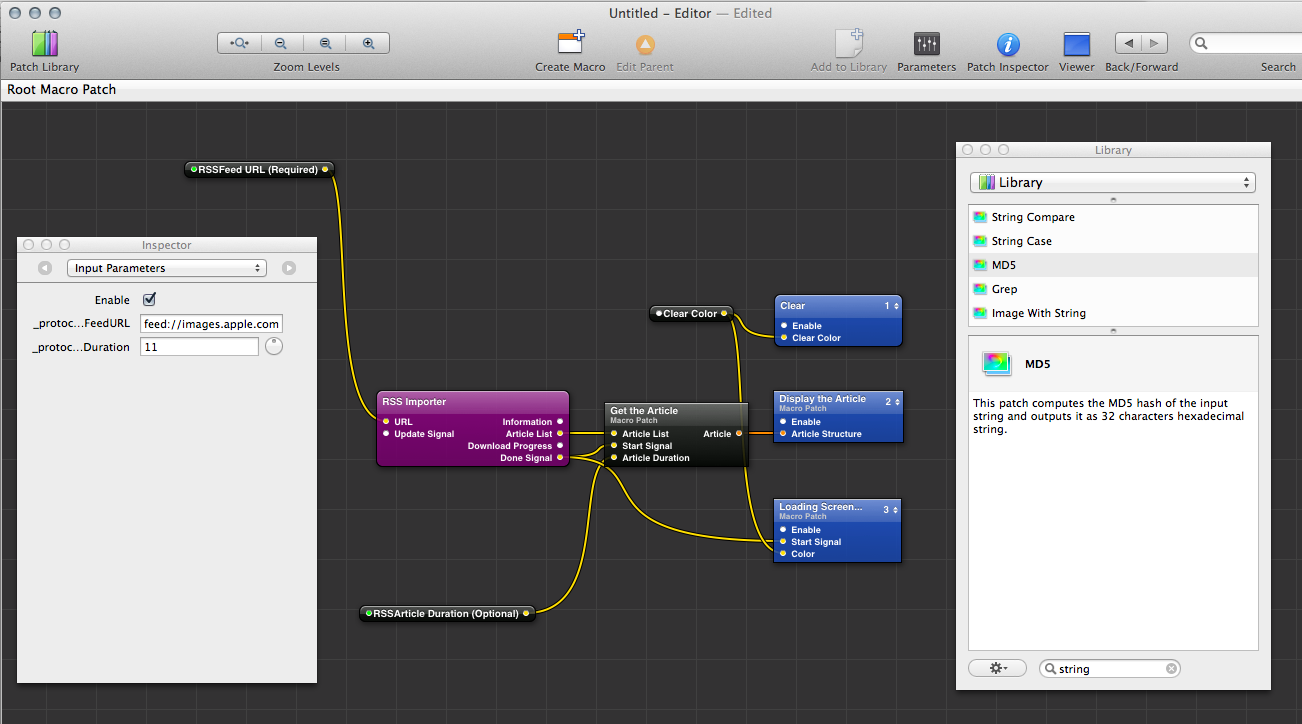 Untitled – Editor — Edited
Patch Library
Zoom Levels
Create Macro
Edit Parent
Add to Library
Parameters
Patch Inspector
Viewer
Back/Forward
Search
Root Macro Patch
RSSFeed URL (Required)
Inspector
Input Parameters
Enable
_protoc...FeedURL
feed://images.apple.com
_protoc...Duration
11
Clear Color
Clear 1
Enable
Clear Color
RSS Importer
URL
Information
Update Signal
Article List
Download Progress
Done Signal
Get the Article
Macro Patch
Article List
Article
Start Signal
Article Duration
Display the Article 2
Macro Patch
Enable
Article Structure
Loading Screen... 3
Macro Patch
Enable
Start Signal
Color
RSSArticle Duration (Optional)
Library
Library
String Compare
String Case
MD5
Grep
Image With String
MD5
This patch computes the MD5 hash of the input
string and outputs it as 32 characters hexadecimal
string.
string